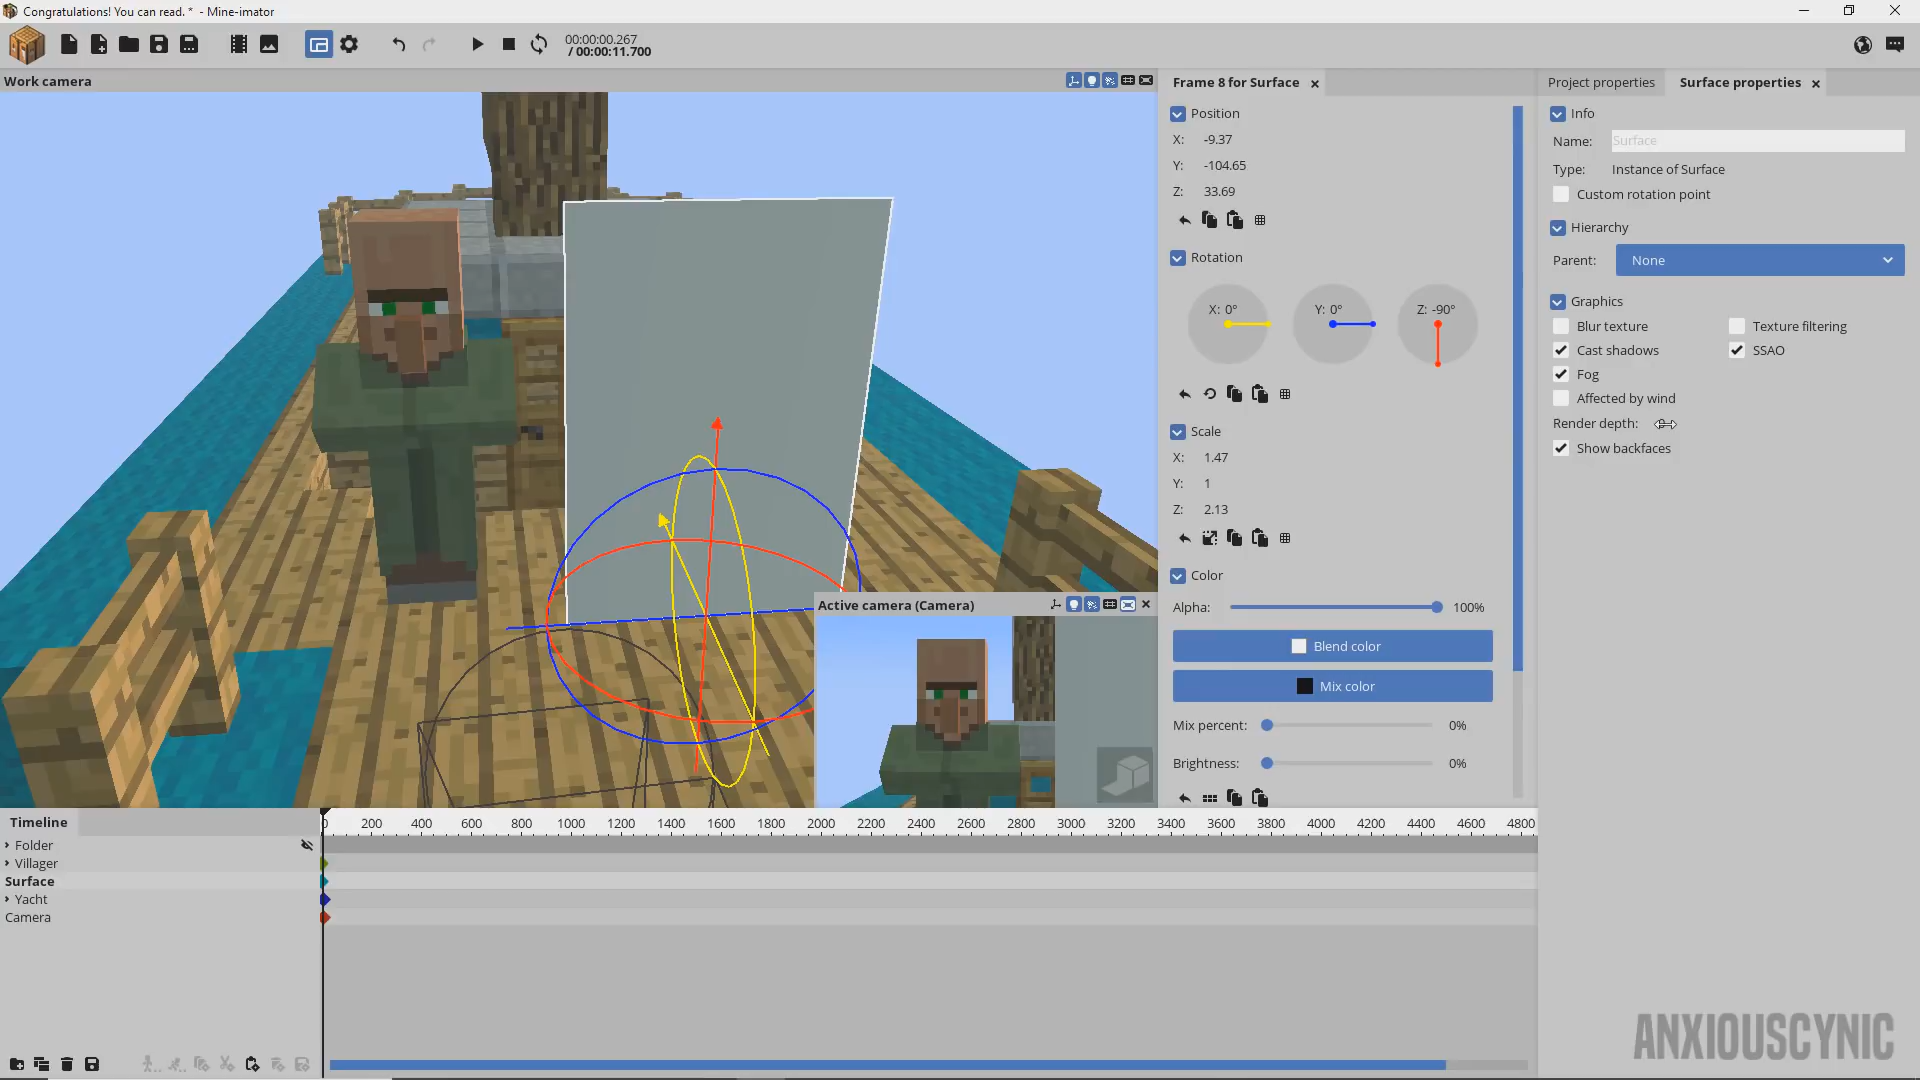 Congratulations! You can read. * - Mine-imator
00:00:00.267
/ 00:00:11.700
Work camera
Frame 8 for Surface
Project properties
Surface properties
Position
X: -9.37
Y: -104.65
Z: 33.69
Rotation
X: 0°
Y: 0°
Z: -90°
Scale
X: 1.47
Y: 1
Z: 2.13
Color
Alpha: 100%
Blend color
Mix color
Mix percent: 0%
Brightness: 0%
Info
Name: Surface
Type: Instance of Surface
Custom rotation point
Hierarchy
Parent: None
Graphics
Blur texture
Texture filtering
Cast shadows
SSAO
Fog
Affected by wind
Render depth:
Show backfaces
Active camera (Camera)
Timeline
0 200 400 600 800 1000 1200 1400 1600 1800 2000 2200 2400 2600 2800 3000 3200 3400 3600 3800 4000 4200 4400 4600 4800
Folder
Villager
Surface
Yacht
Camera
ANXIOUSCYNIC